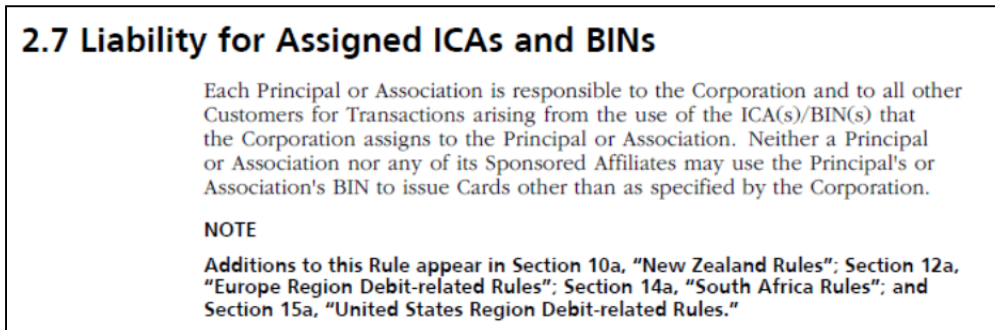 2.7 Liability for Assigned ICAs and BINs
Each Principal or Association is responsible to the Corporation and to all other
Customers for Transactions arising from the use of the ICA(s)/BIN(s) that
the Corporation assigns to the Principal or Association. Neither a Principal
or Association nor any of its Sponsored Affiliates may use the Principal's or
Association's BIN to issue Cards other than as specified by the Corporation.
NOTE
Additions to this Rule appear in Section 10a, “New Zealand Rules”; Section 12a,
“Europe Region Debit-related Rules”; Section 14a, “South Africa Rules”; and
Section 15a, “United States Region Debit-related Rules.”